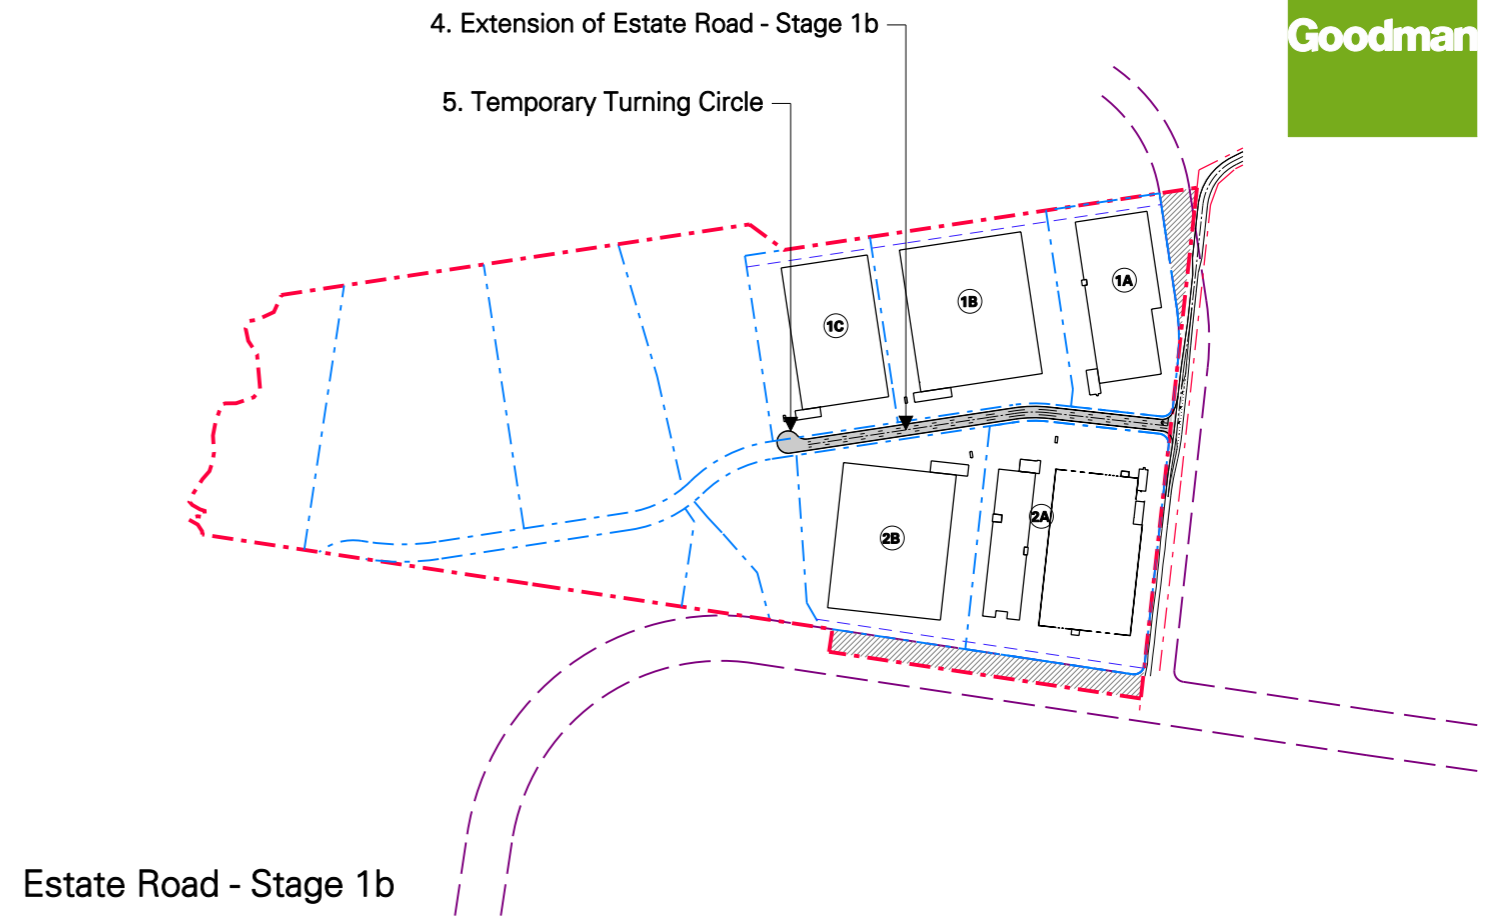 4. Extension of Estate Road - Stage 1b
Goodman
5. Temporary Turning Circle
1A
1B
1C
2A
2B
Estate Road - Stage 1b